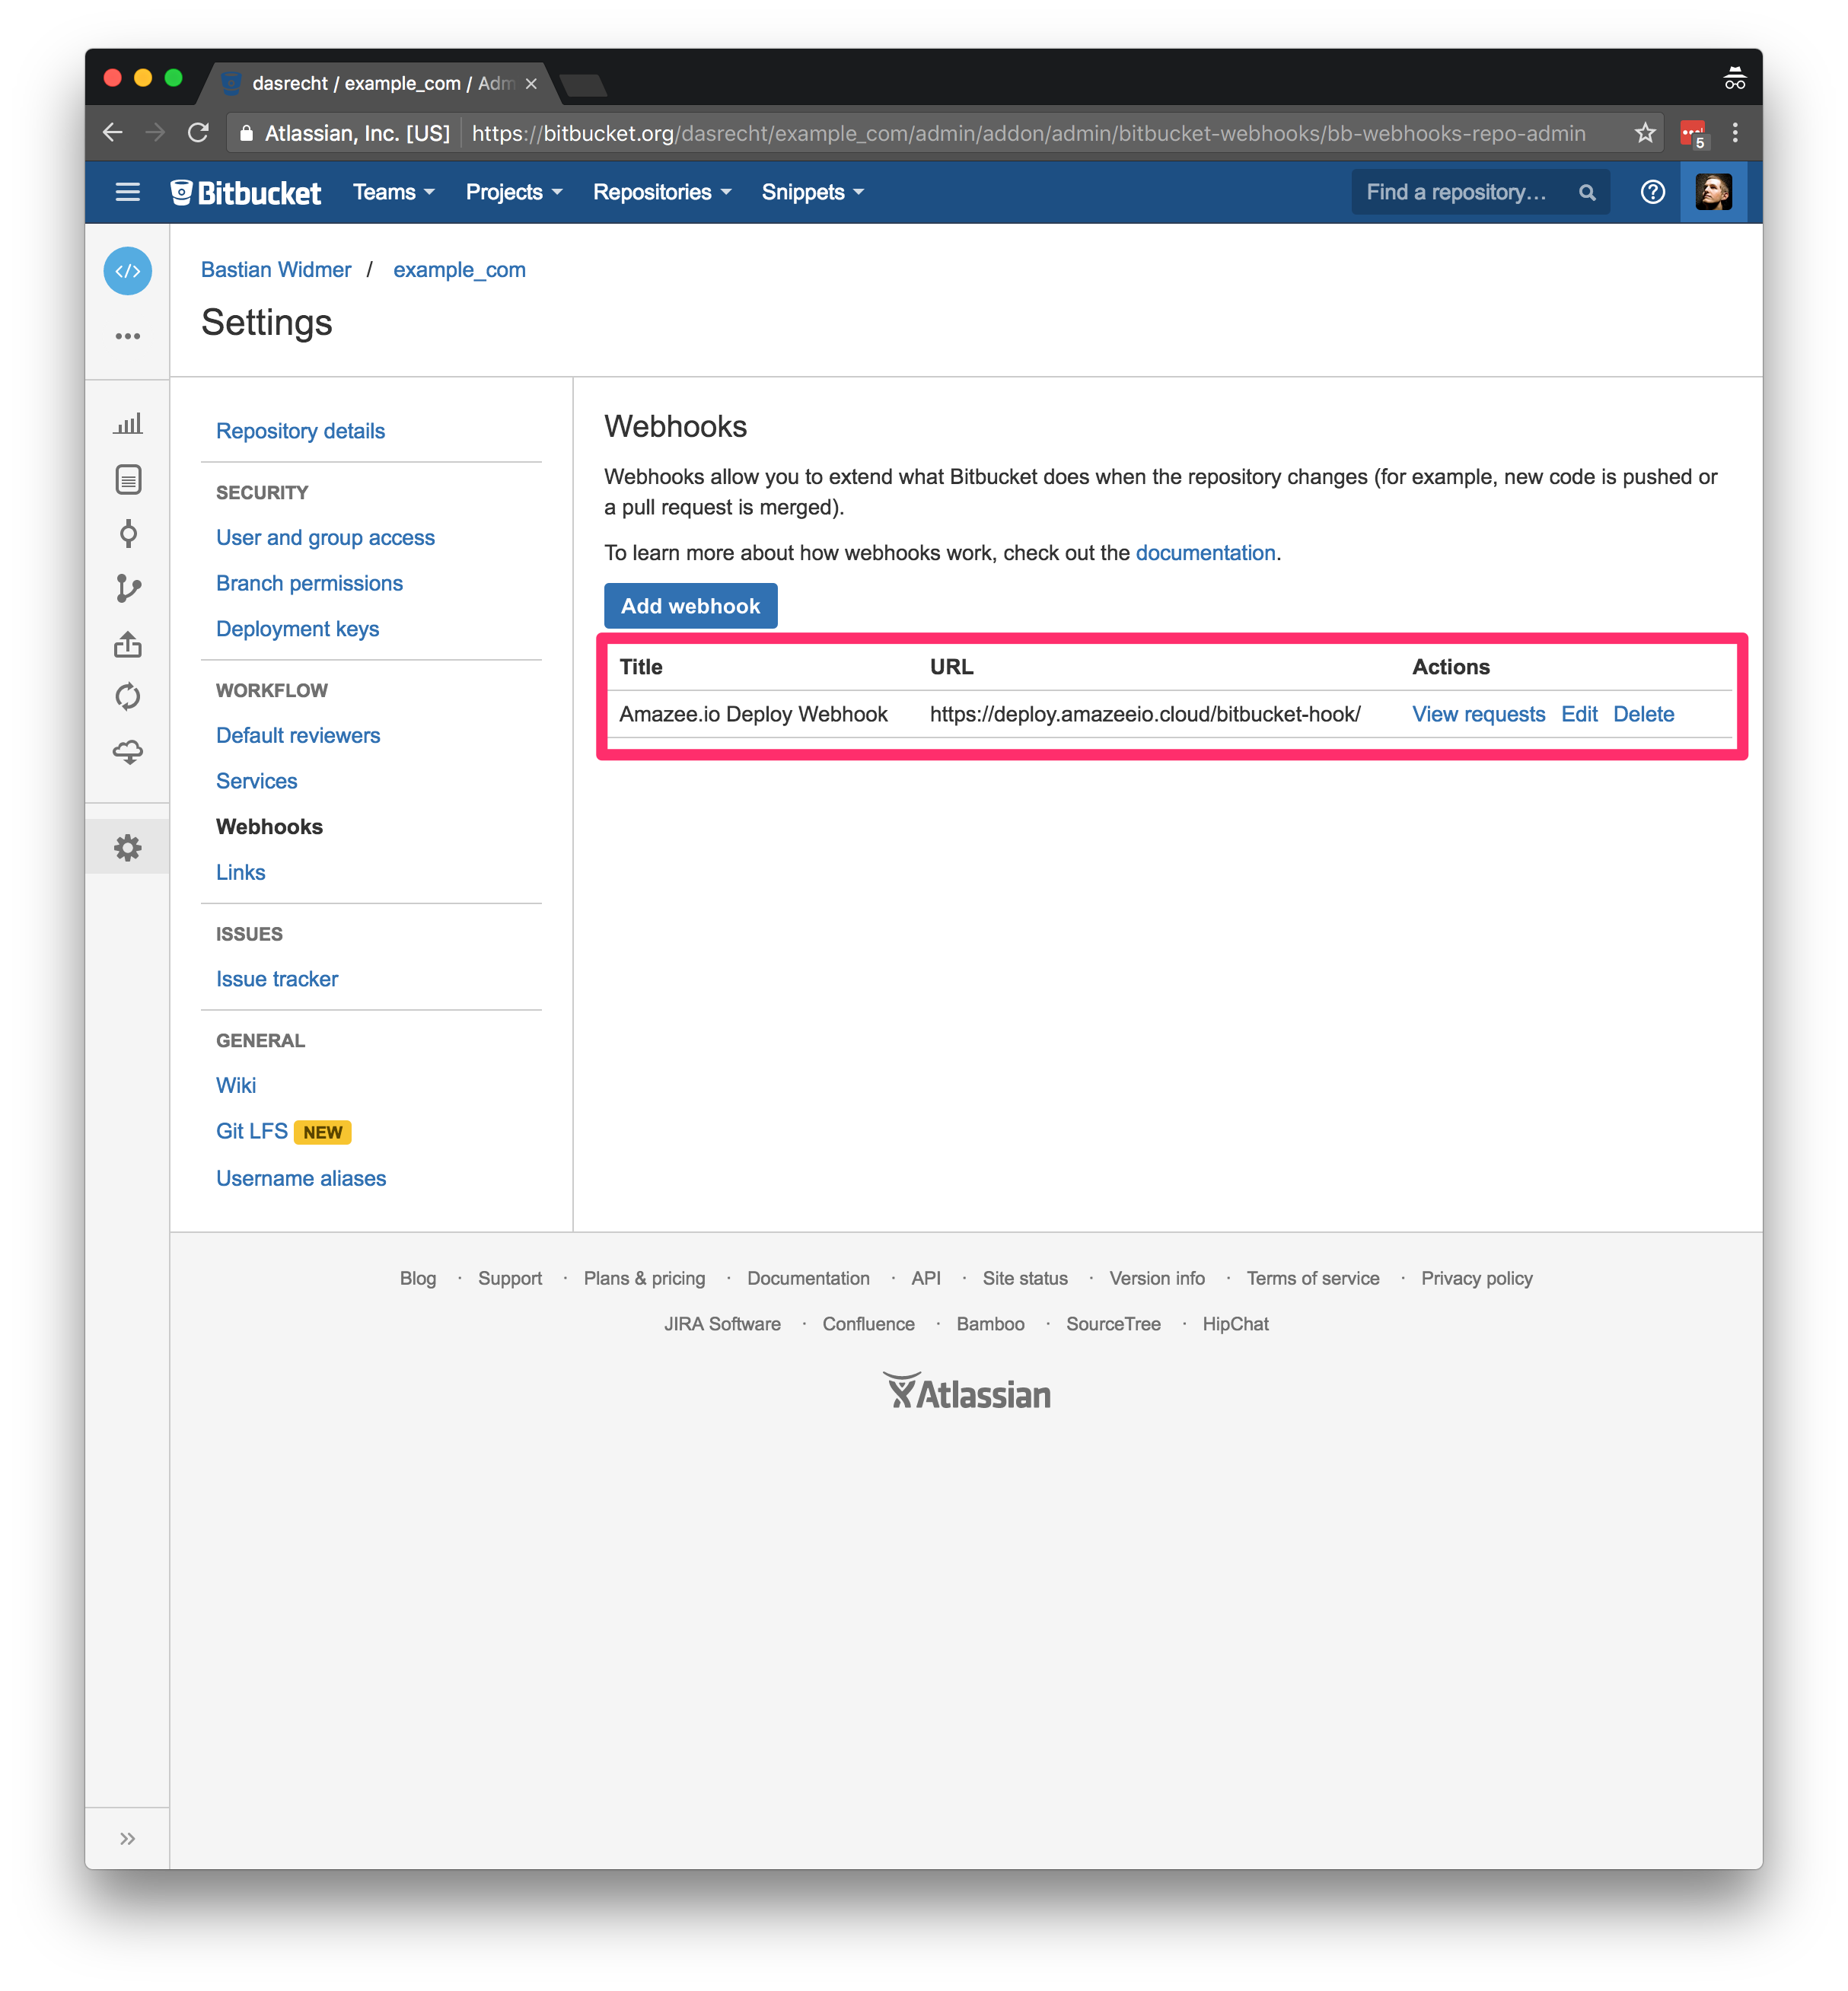 dasrecht / example_com / Adm
Atlassian, Inc. [US] https://bitbucket.org/dasrecht/example_com/admin/addon/admin/bitbucket-webhooks/bb-webhooks-repo-admin
5
Bitbucket Teams Projects Repositories Snippets Find a repository...
Bastian Widmer / example_com
Settings
Repository details
SECURITY
User and group access
Branch permissions
Deployment keys
WORKFLOW
Default reviewers
Services
Webhooks
Links
ISSUES
Issue tracker
GENERAL
Wiki
Git LFS NEW
Username aliases
Webhooks
Webhooks allow you to extend what Bitbucket does when the repository changes (for example, new code is pushed or
a pull request is merged).
To learn more about how webhooks work, check out the documentation.
Add webhook
Title URL Actions
Amazee.io Deploy Webhook https://deploy.amazeeio.cloud/bitbucket-hook/ View requests Edit Delete
Blog · Support · Plans & pricing · Documentation · API · Site status · Version info · Terms of service · Privacy policy
JIRA Software · Confluence · Bamboo · SourceTree · HipChat
Atlassian